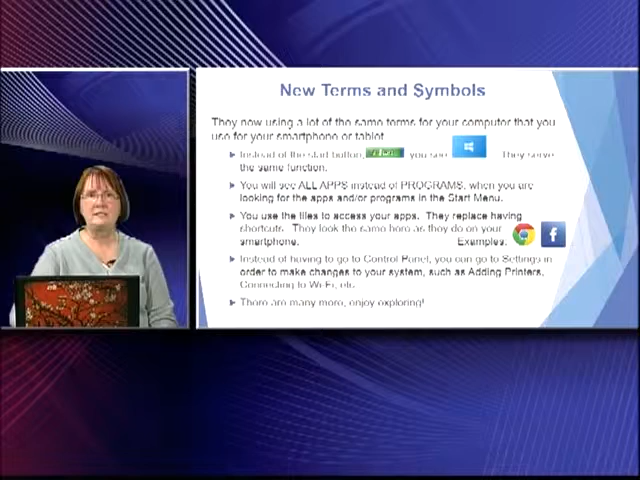 New Terms and Symbols
They now using a lot of the same terms for your computer that you
use for your smartphone or tablet
Instead of the start button, you see They serve
the same function.
You will see ALL APPS instead of PROGRAMS, when you are
looking for the apps and/or programs in the Start Menu.
You use the tiles to access your apps. They replace having
shortcuts. They look the same here as they do on your
smartphone. Examples:
Instead of having to go to Control Panel, you can go to Settings in
order to make changes to your system, such as Adding Printers,
Connecting to Wi-Fi, etc.
There are many more, enjoy exploring!